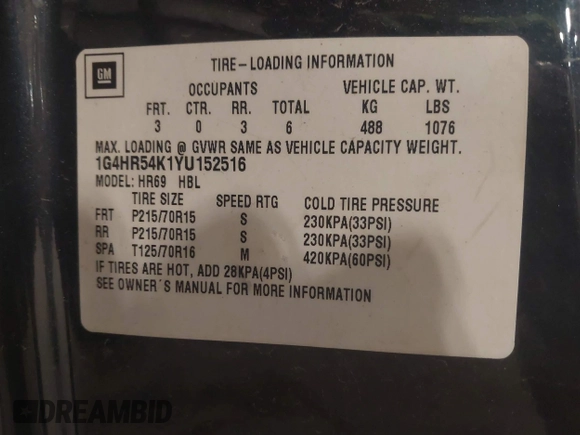 GM
TIRE-LOADING INFORMATION
OCCUPANTS VEHICLE CAP. WT.
FRT. CTR. RR. TOTAL KG LBS
3 0 3 6 488 1076
MAX. LOADING @ GVWR SAME AS VEHICLE CAPACITY WEIGHT.
1G4HR54K1YU152516
MODEL: HR69 HBL
TIRE SIZE SPEED RTG COLD TIRE PRESSURE
FRT P215/70R15 S 230KPA(33PSI)
RR P215/70R15 S 230KPA(33PSI)
SPA T125/70R16 M 420KPA(60PSI)
IF TIRES ARE HOT, ADD 28KPA(4PSI)
SEE OWNER´S MANUAL FOR MORE INFORMATION
DREAMBID